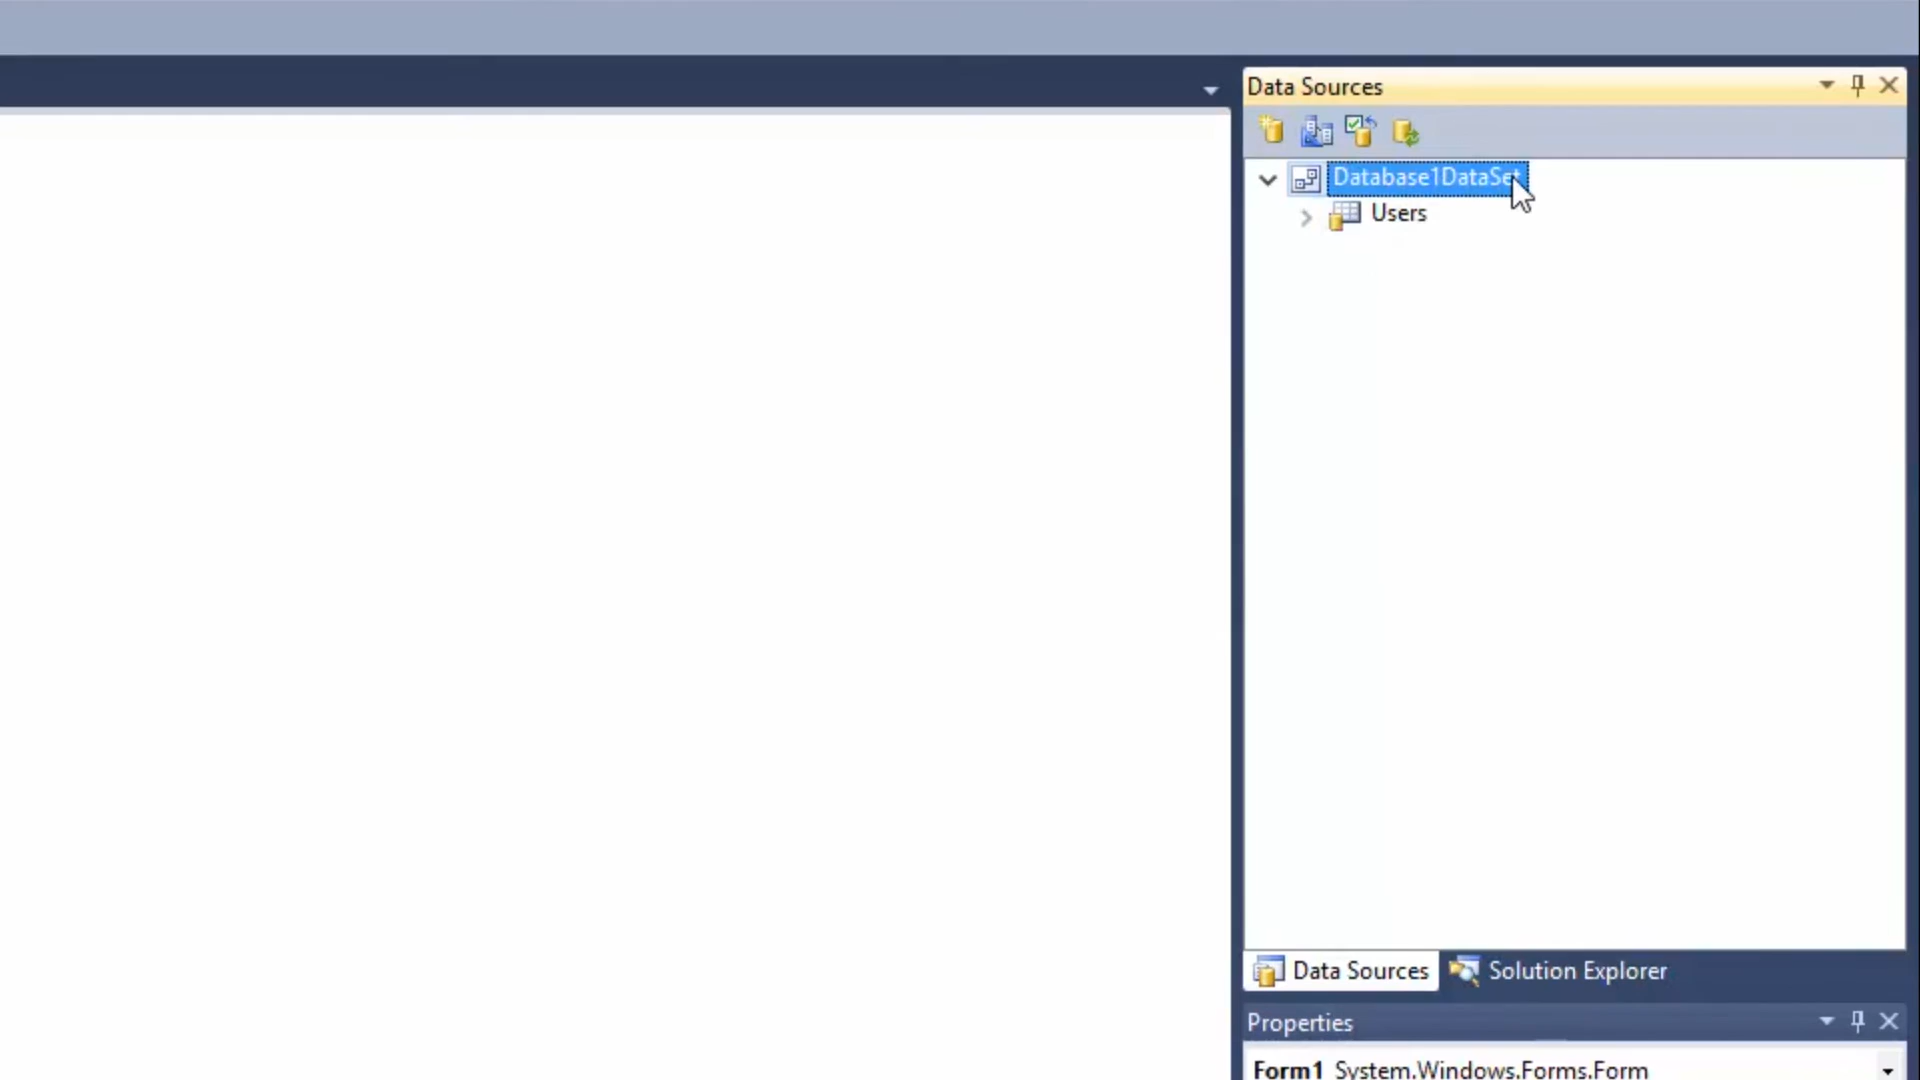 Data Sources
Database1DataSet
Users
Data Sources
Solution Explorer
Properties
Form1 System.Windows.Forms.Form